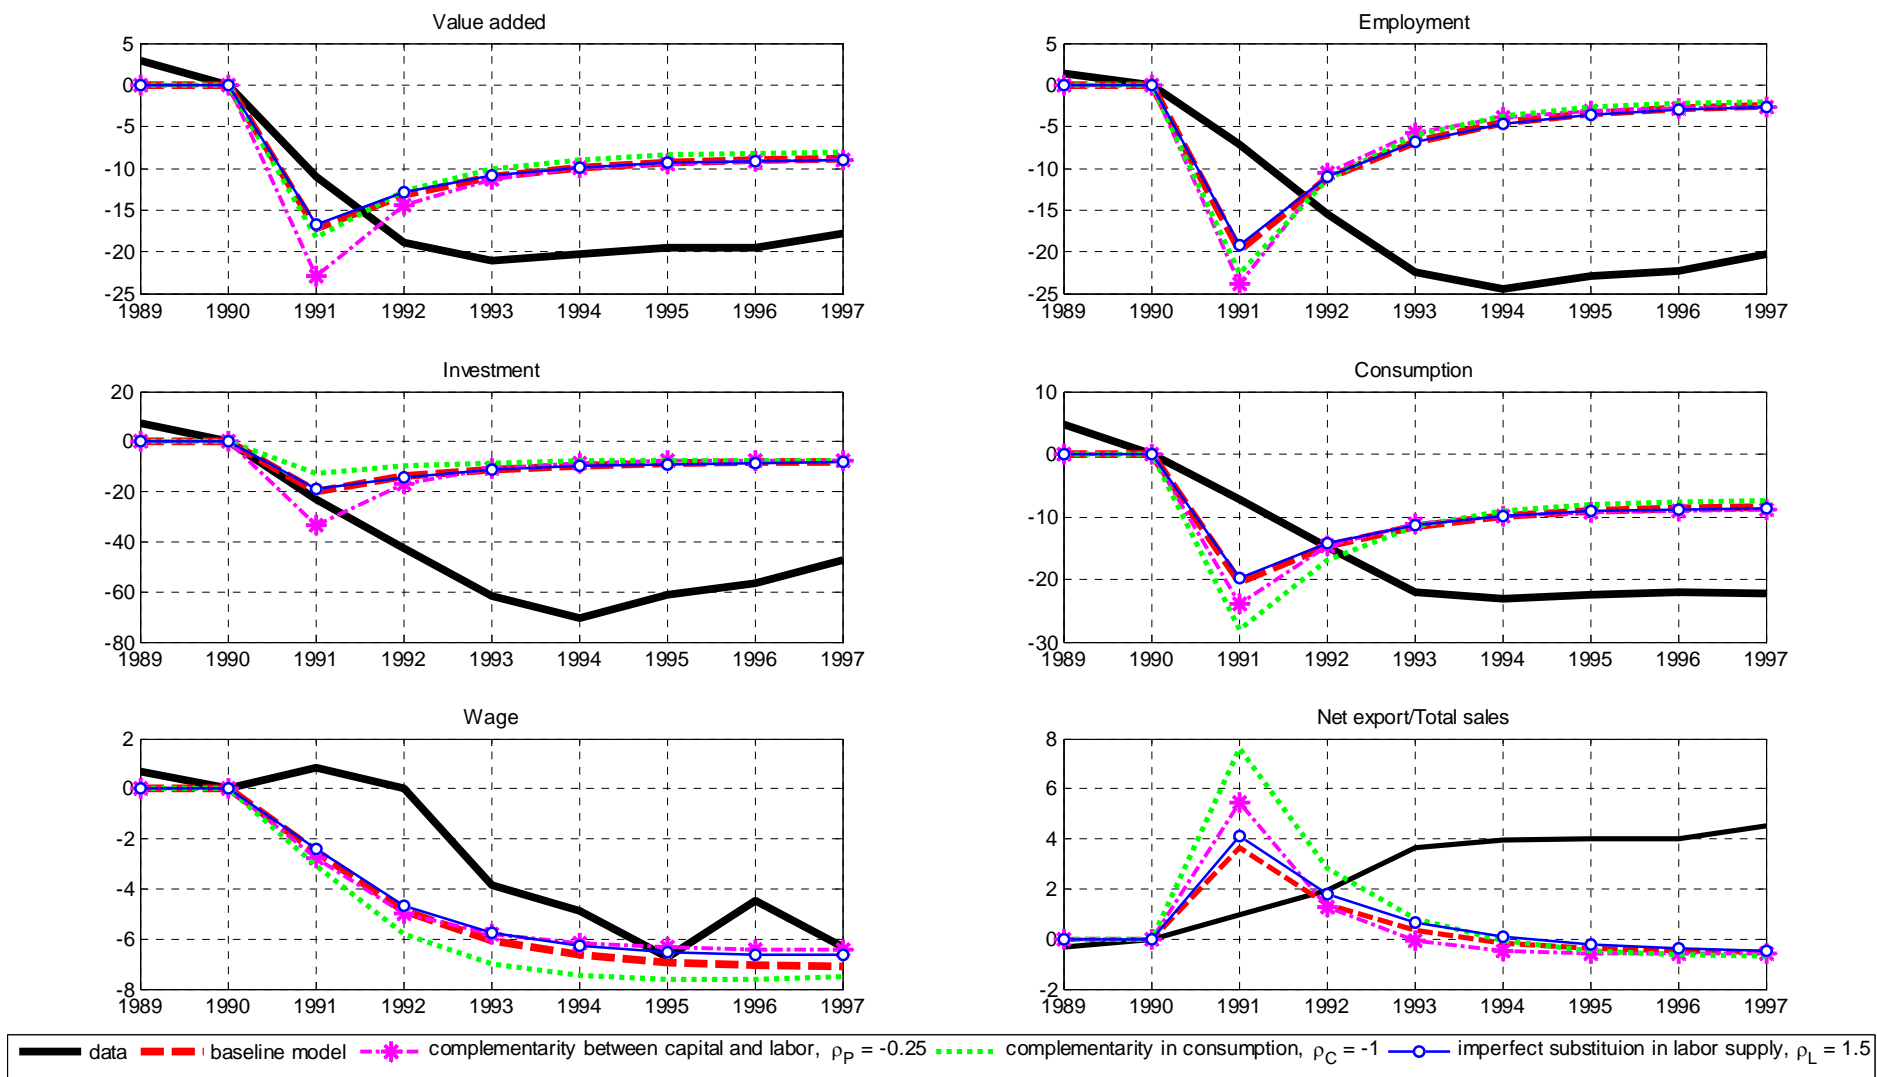 Value added
5
0
-5
-10
-15
-20
-25
1989 1990 1991 1992 1993 1994 1995 1996 1997
Employment
5
0
-5
-10
-15
-20
-25
1989 1990 1991 1992 1993 1994 1995 1996 1997
Investment
20
0
-20
-40
-60
-80
1989 1990 1991 1992 1993 1994 1995 1996 1997
Consumption
10
0
-10
-20
-30
1989 1990 1991 1992 1993 1994 1995 1996 1997
Wage
2
0
-2
-4
-6
-8
1989 1990 1991 1992 1993 1994 1995 1996 1997
Net export/Total sales
8
6
4
2
0
-2
1989 1990 1991 1992 1993 1994 1995 1996 1997
data baseline model complementarity between capital and labor, ρ_P = -0.25 complementarity in consumption, ρ_C = -1 imperfect substituion in labor supply, ρ_L = 1.5